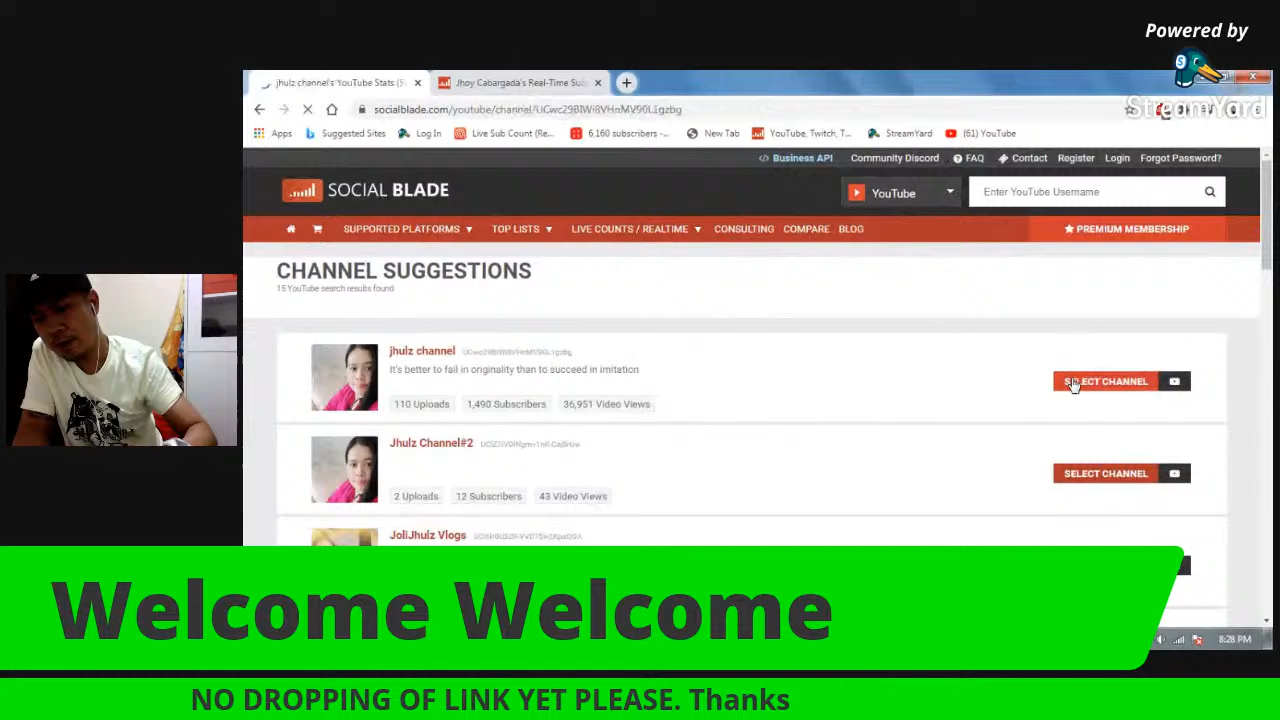 Powered by
StreamYard
jhulz channel's YouTube Stats (S
Jhoy Cabargada's Real-Time Sub
socialblade.com/youtube/channel/UCwc29BIWi8VHnMV90L1gzbg
Apps
Suggested Sites
Log In
Live Sub Count (Re...
6,160 subscribers -...
New Tab
YouTube, Twitch, T...
StreamYard
(61) YouTube
Business API
Community Discord
FAQ
Contact
Register
Login
Forgot Password?
SOCIAL BLADE
YouTube
Enter YouTube Username
SUPPORTED PLATFORMS
TOP LISTS
LIVE COUNTS / REALTIME
CONSULTING
COMPARE
BLOG
PREMIUM MEMBERSHIP
CHANNEL SUGGESTIONS
15 YouTube search results found
jhulz channel
It's better to fail in originality than to succeed in imitation
110 Uploads
1,490 Subscribers
36,951 Video Views
SELECT CHANNEL
Jhulz Channel#2
2 Uploads
12 Subscribers
43 Video Views
SELECT CHANNEL
JoliJhulz Vlogs
Welcome Welcome
8:28 PM
NO DROPPING OF LINK YET PLEASE. Thanks